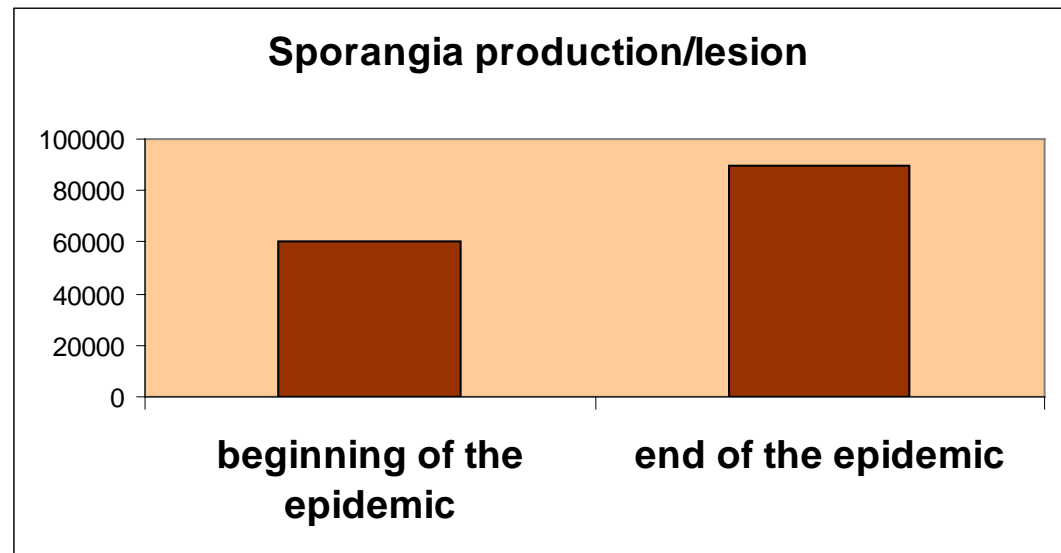 Sporangia production/lesion
100000
80000
60000
40000
20000
0
beginning of the
epidemic
end of the epidemic